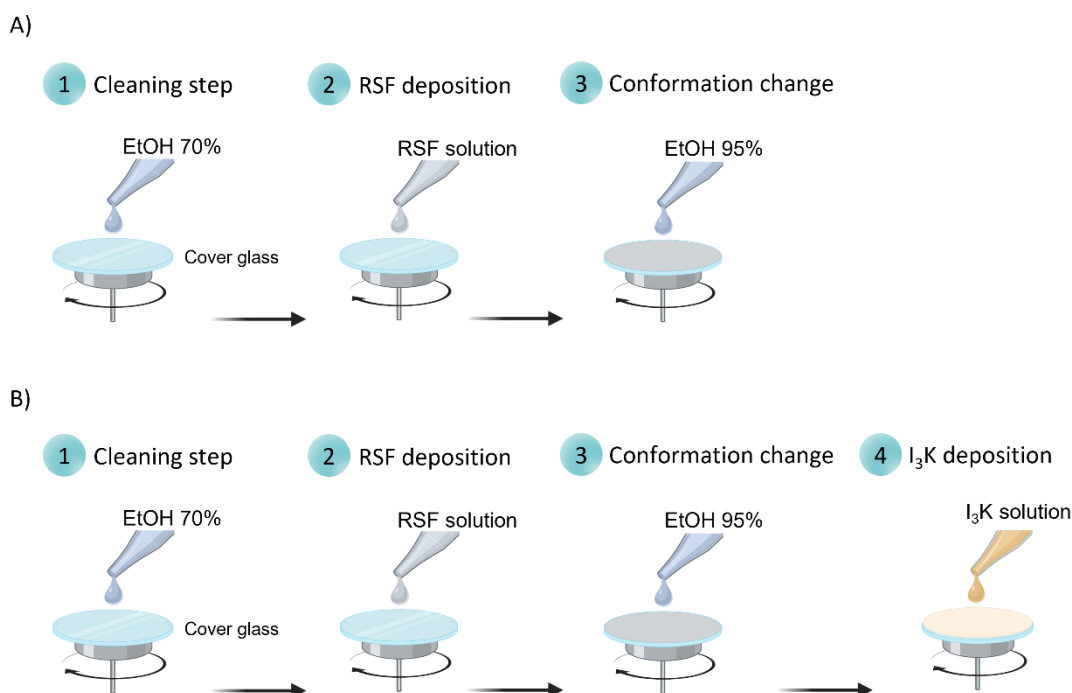 A)
1 Cleaning step
2 RSF deposition
3 Conformation change
EtOH 70%
RSF solution
EtOH 95%
Cover glass
B)
1 Cleaning step
2 RSF deposition
3 Conformation change
4 I₃K deposition
EtOH 70%
RSF solution
EtOH 95%
I₃K solution
Cover glass